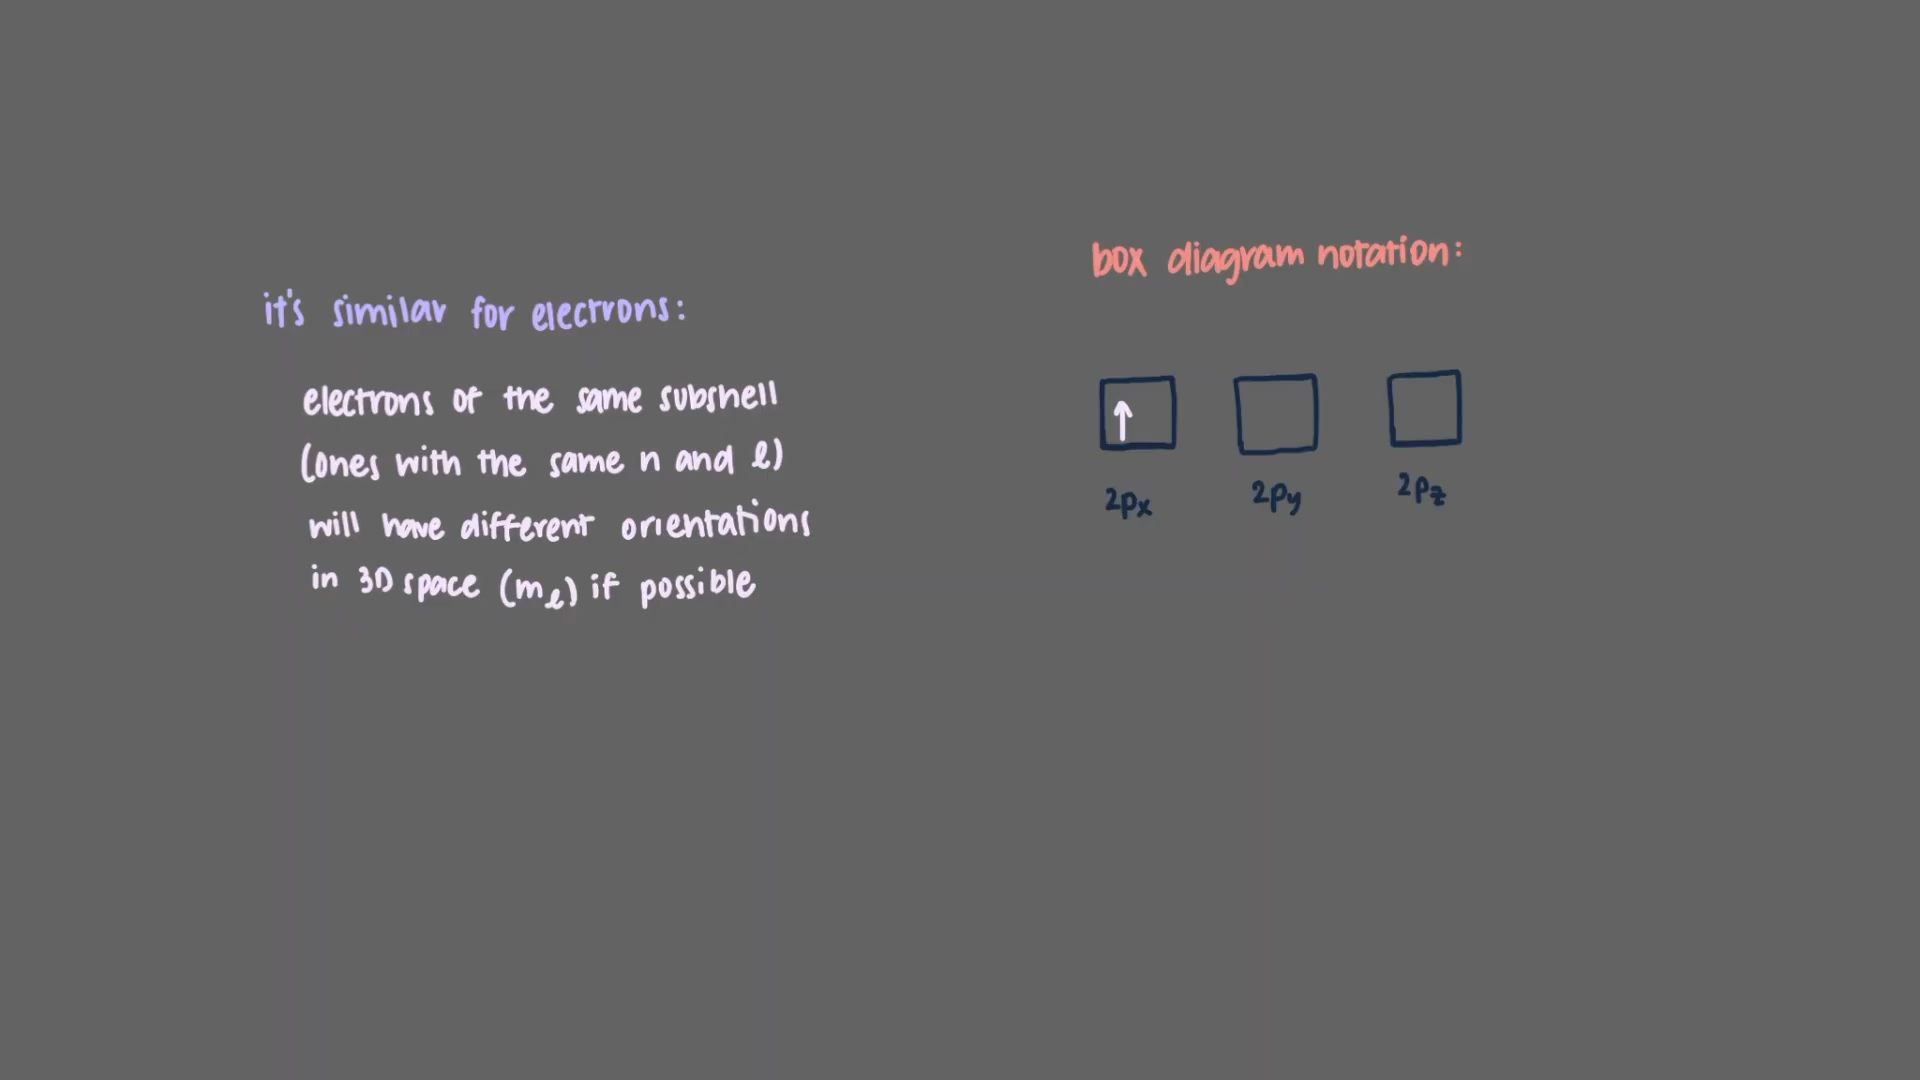 it's similar for electrons:
electrons of the same subshell
(ones with the same n and ℓ)
will have different orientations
in 3D space (mℓ) if possible
box diagram notation:
↑
2px 2py 2pz